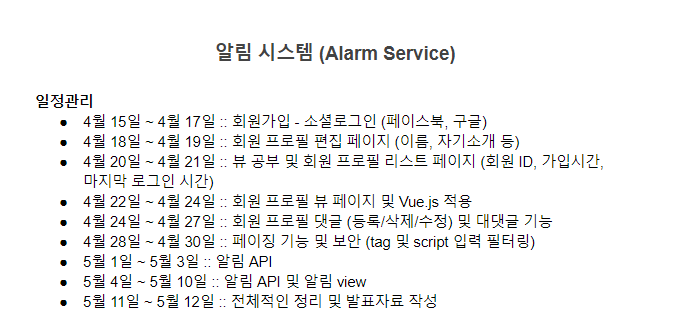 알림 시스템 (Alarm Service)
일정관리
● 4월 15일 ~ 4월 17일 :: 회원가입 - 소셜로그인 (페이스북, 구글)
● 4월 18일 ~ 4월 19일 :: 회원 프로필 편집 페이지 (이름, 자기소개 등)
● 4월 20일 ~ 4월 21일 :: 뷰 공부 및 회원 프로필 리스트 페이지 (회원 ID, 가입시간,
마지막 로그인 시간)
● 4월 22일 ~ 4월 24일 :: 회원 프로필 뷰 페이지 및 Vue.js 적용
● 4월 24일 ~ 4월 27일 :: 회원 프로필 댓글 (등록/삭제/수정) 및 대댓글 기능
● 4월 28일 ~ 4월 30일 :: 페이징 기능 및 보안 (tag 및 script 입력 필터링)
● 5월 1일 ~ 5월 3일 :: 알림 API
● 5월 4일 ~ 5월 10일 :: 알림 API 및 알림 view
● 5월 11일 ~ 5월 12일 :: 전체적인 정리 및 발표자료 작성